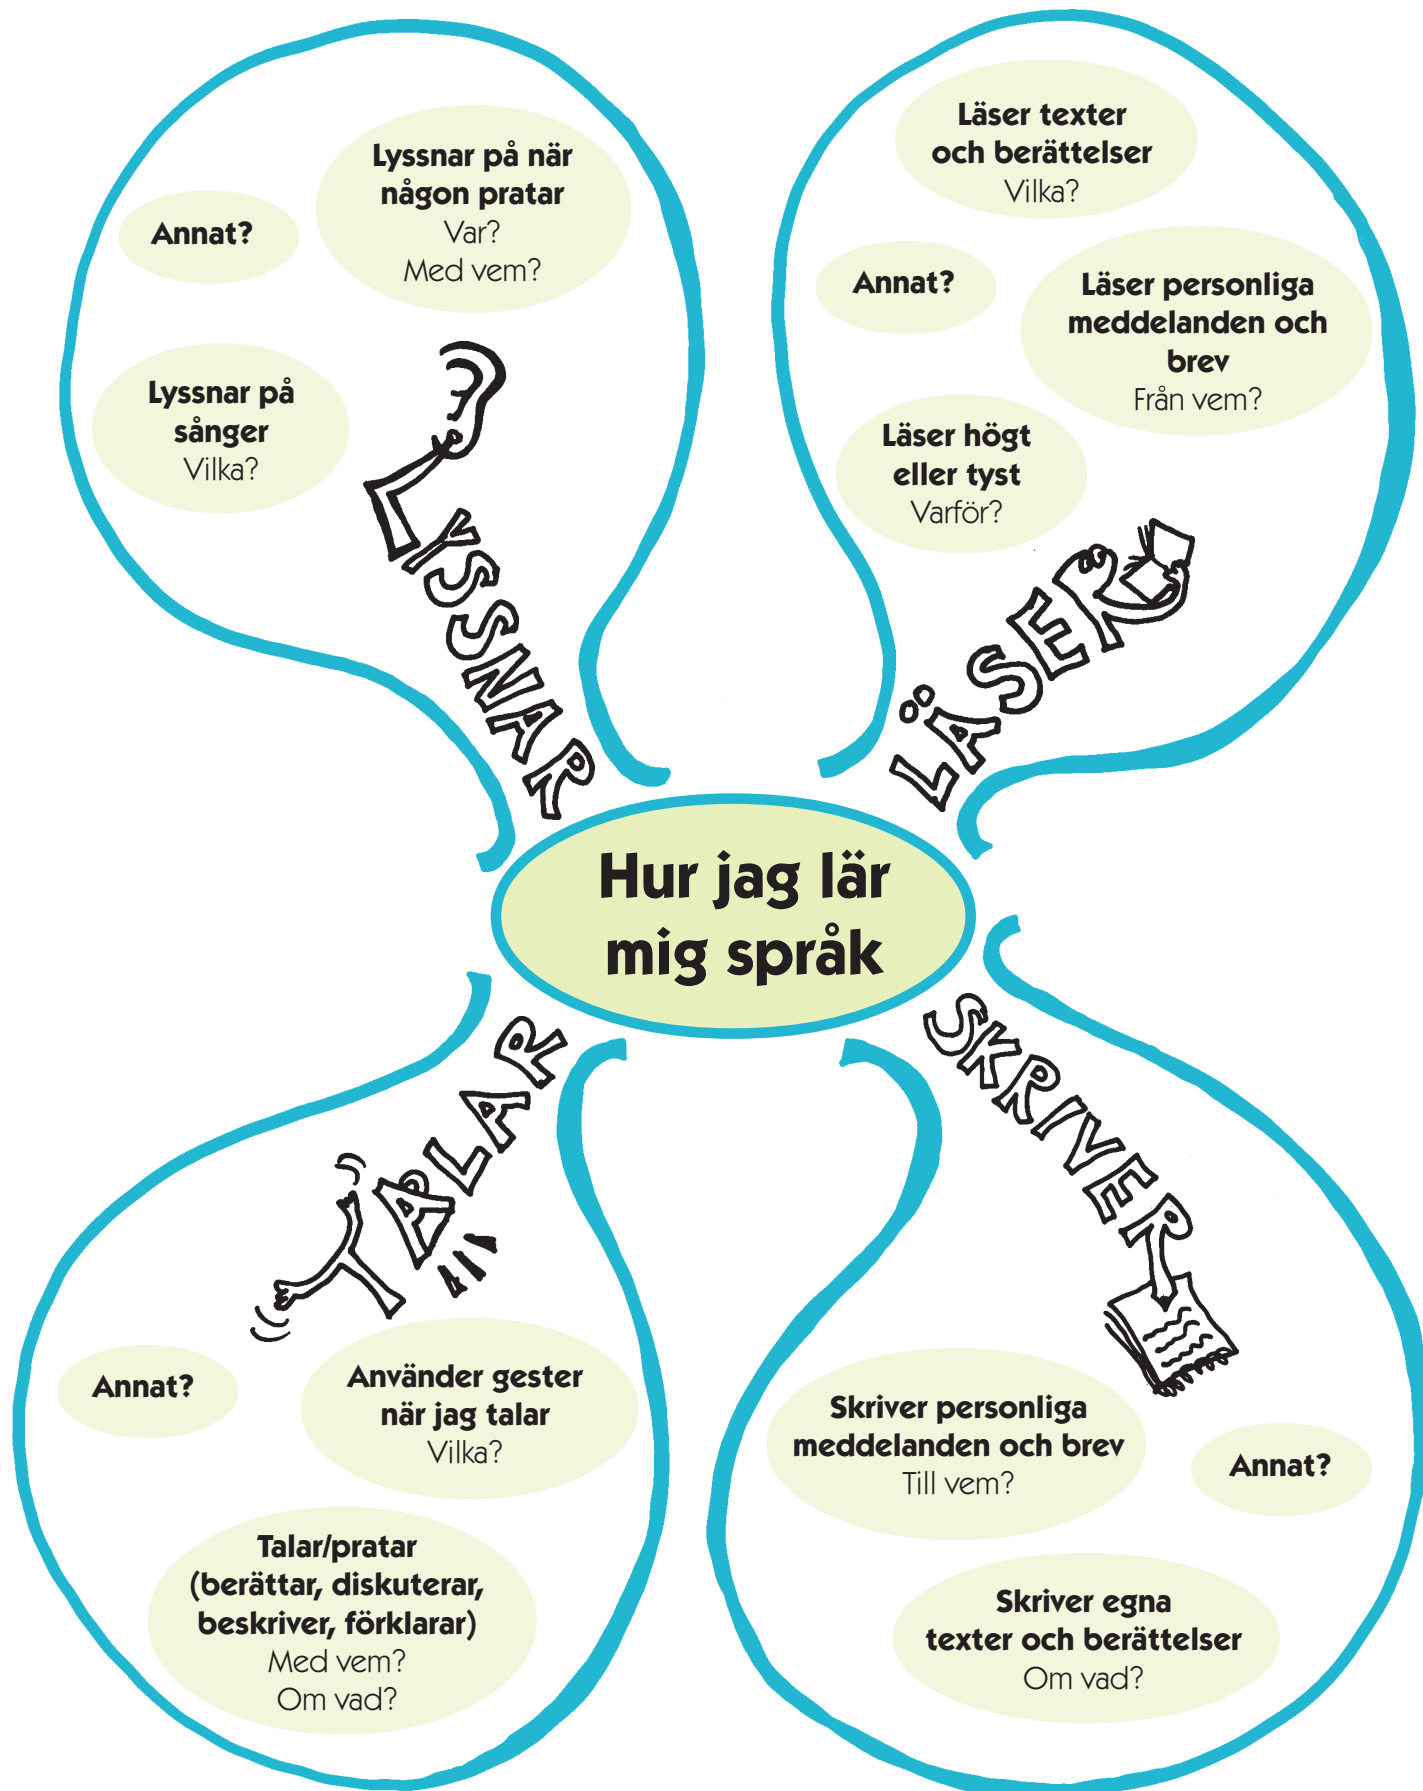 Lyssnar på när
någon pratar
Var?
Med vem?
Annat?
Lyssnar på
sånger
Vilka?
LYSSNAR
Läser texter
och berättelser
Vilka?
Annat?
Läser personliga
meddelanden och
brev
Från vem?
Läser högt
eller tyst
Varför?
LÄSER
Hur jag lär
mig språk
TALAR
Annat?
Använder gester
när jag talar
Vilka?
Talar/pratar
(berättar, diskuterar,
beskriver, förklarar)
Med vem?
Om vad?
SKRIVER
Skriver personliga
meddelanden och brev
Till vem?
Annat?
Skriver egna
texter och berättelser
Om vad?